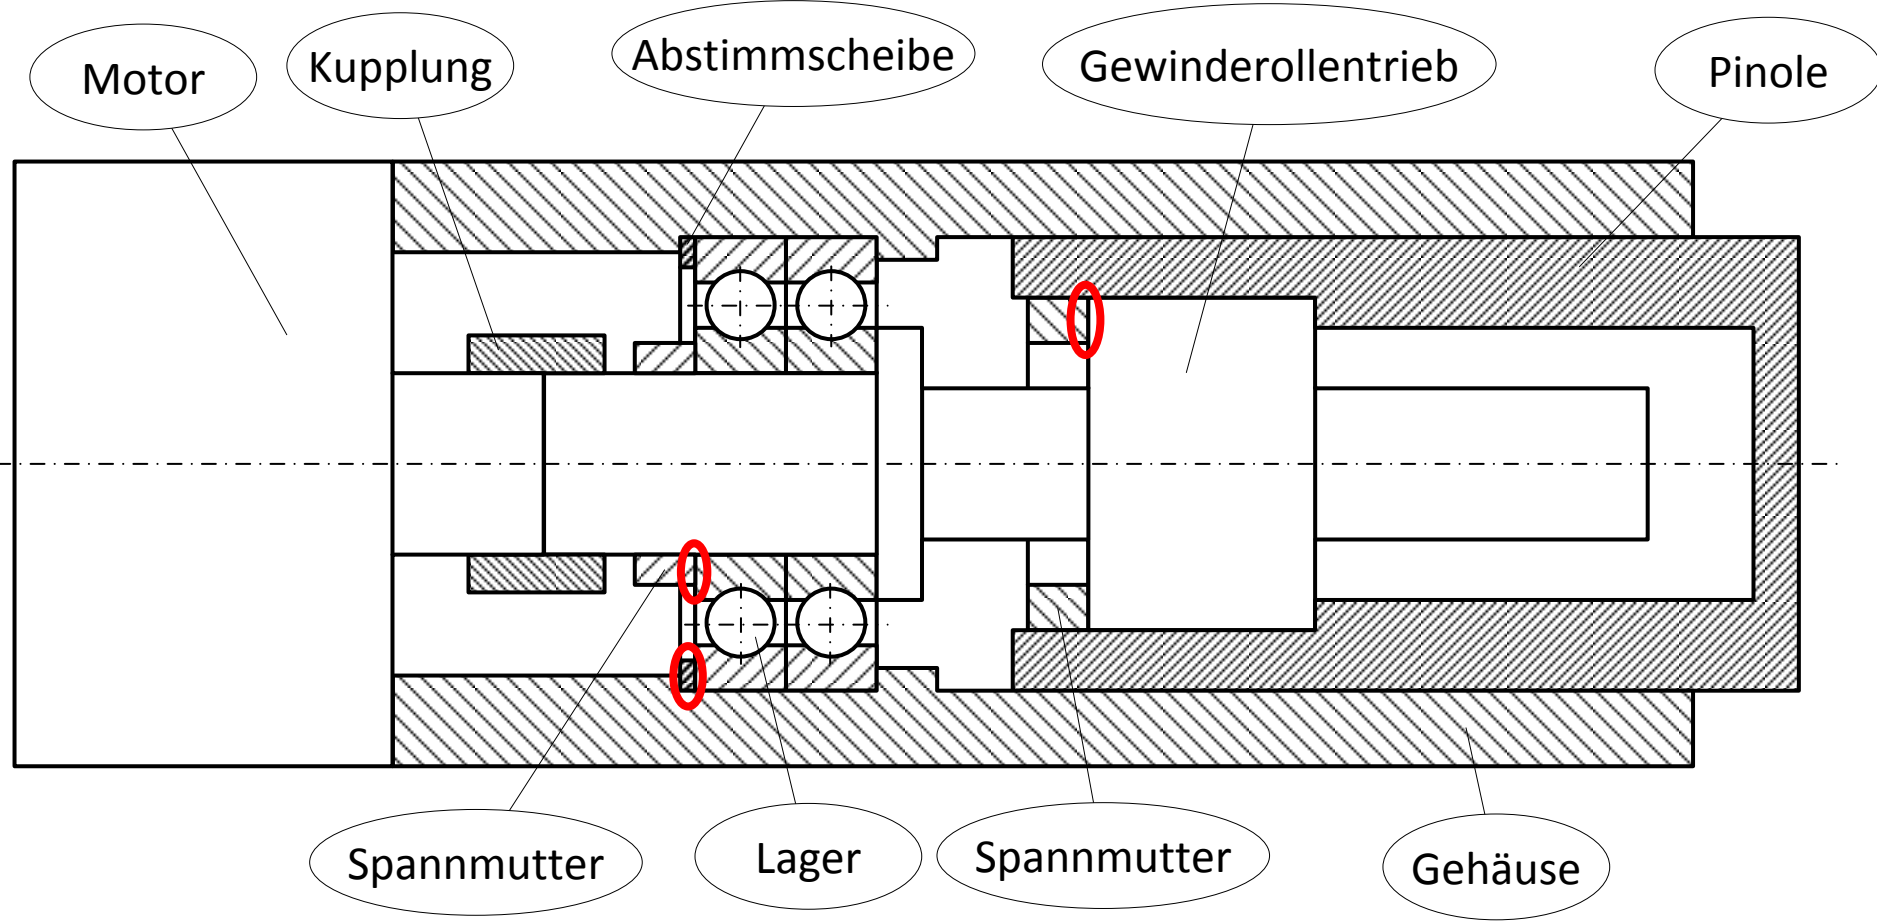 Motor
Kupplung
Abstimmscheibe
Gewinderollentrieb
Pinole
Spannmutter
Lager
Spannmutter
Gehäuse